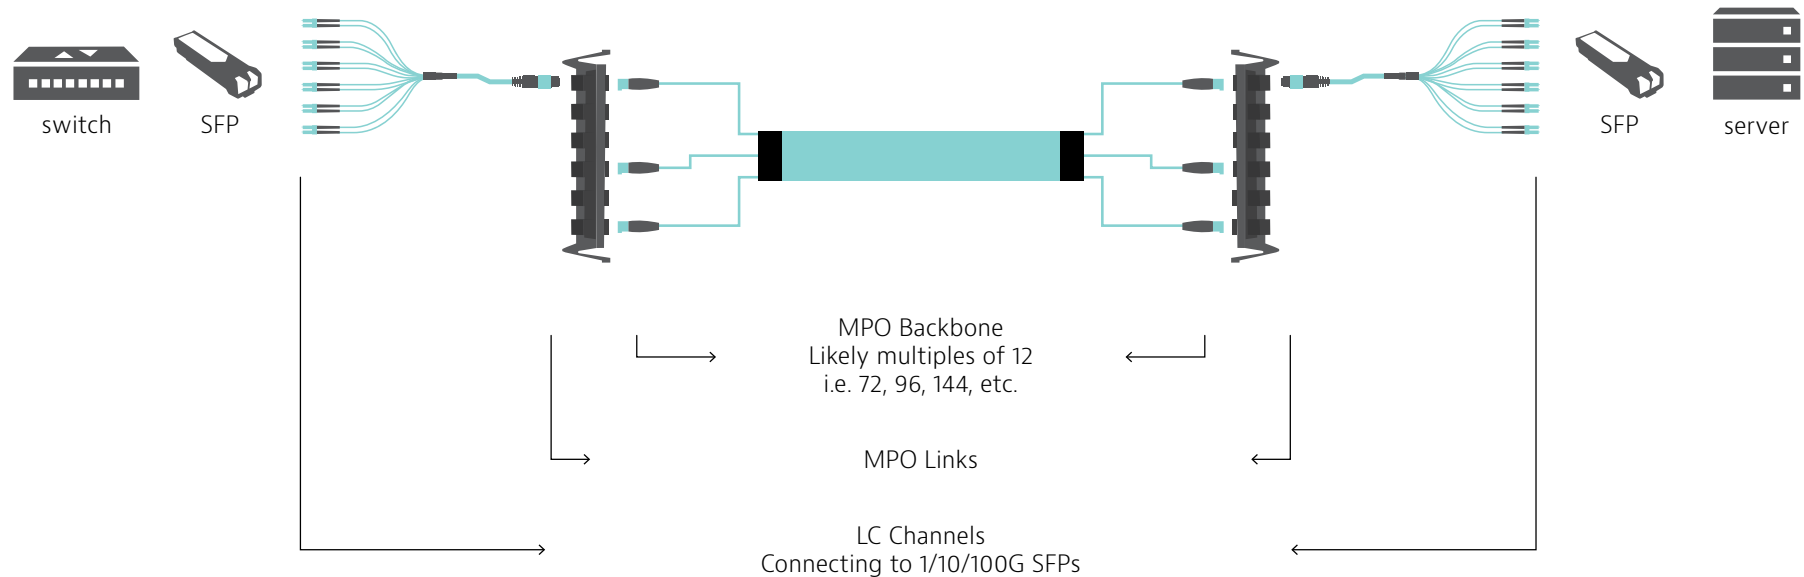 switch
SFP
SFP
server
MPO Backbone
Likely multiples of 12
i.e. 72, 96, 144, etc.
MPO Links
LC Channels
Connecting to 1/10/100G SFPs